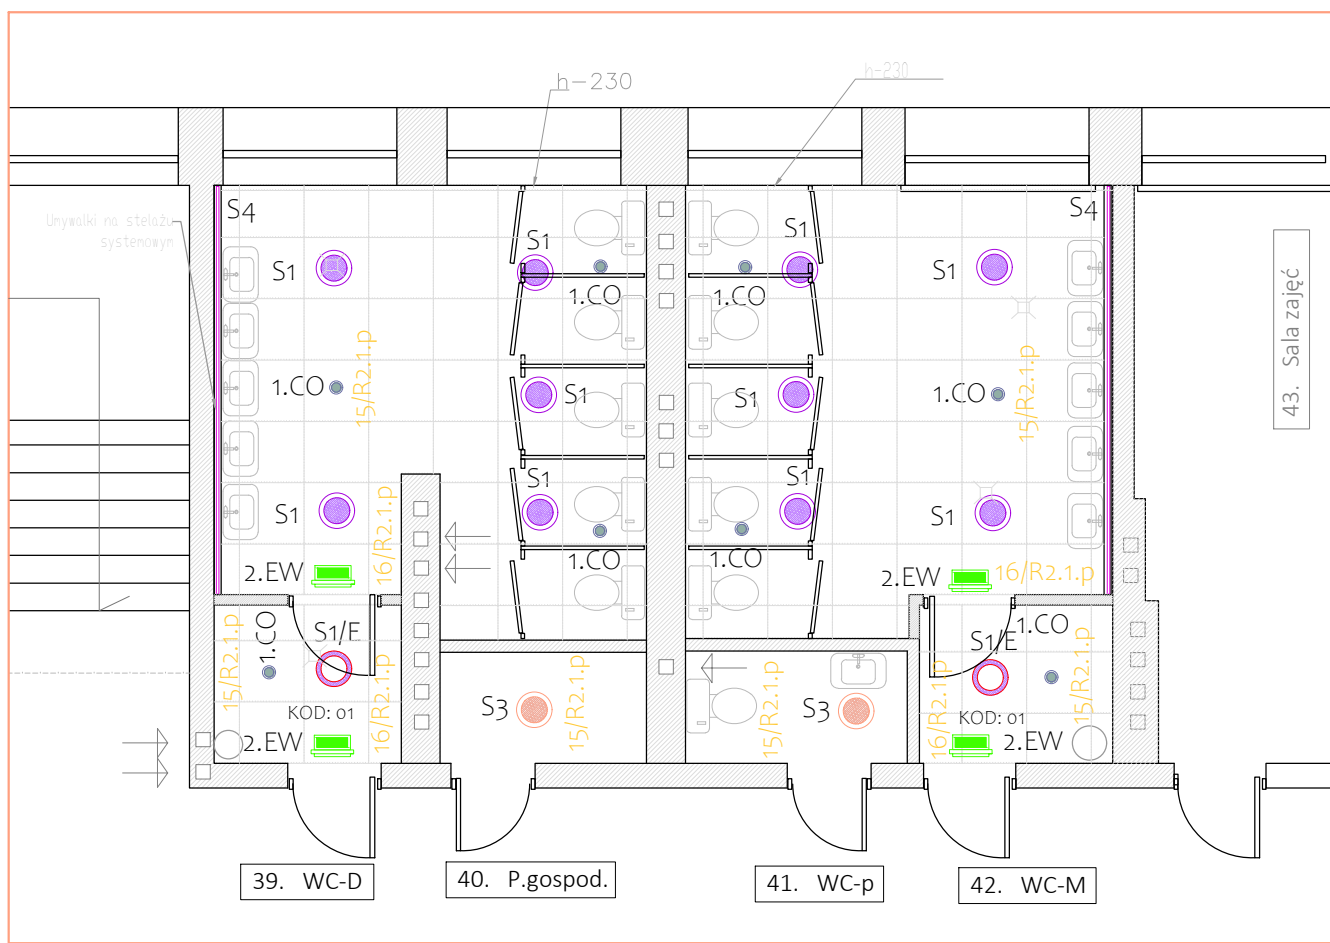 h-230
h-230
Umywalki na stelażu
systemowym
S4
S4
S1
S1
S1
S1
1.CO
1.CO
43. Sala zajęć
15/R2.1.p
15/R2.1.p
1.CO
S1
S1
1.CO
S1
S1
S1
S1
16/R2.1.p
1.CO
1.CO
2.EW
2.EW
16/R2.1.p
15/R2.1.p
1.CO
S1/E
S1/E
1.CO
16/R2.1.p
S3
15/R2.1.p
15/R2.1.p
S3
16/R2.1.p
15/R2.1.p
KOD: 01
KOD: 01
2.EW
2.EW
39. WC-D
40. P.gospod.
41. WC-p
42. WC-M